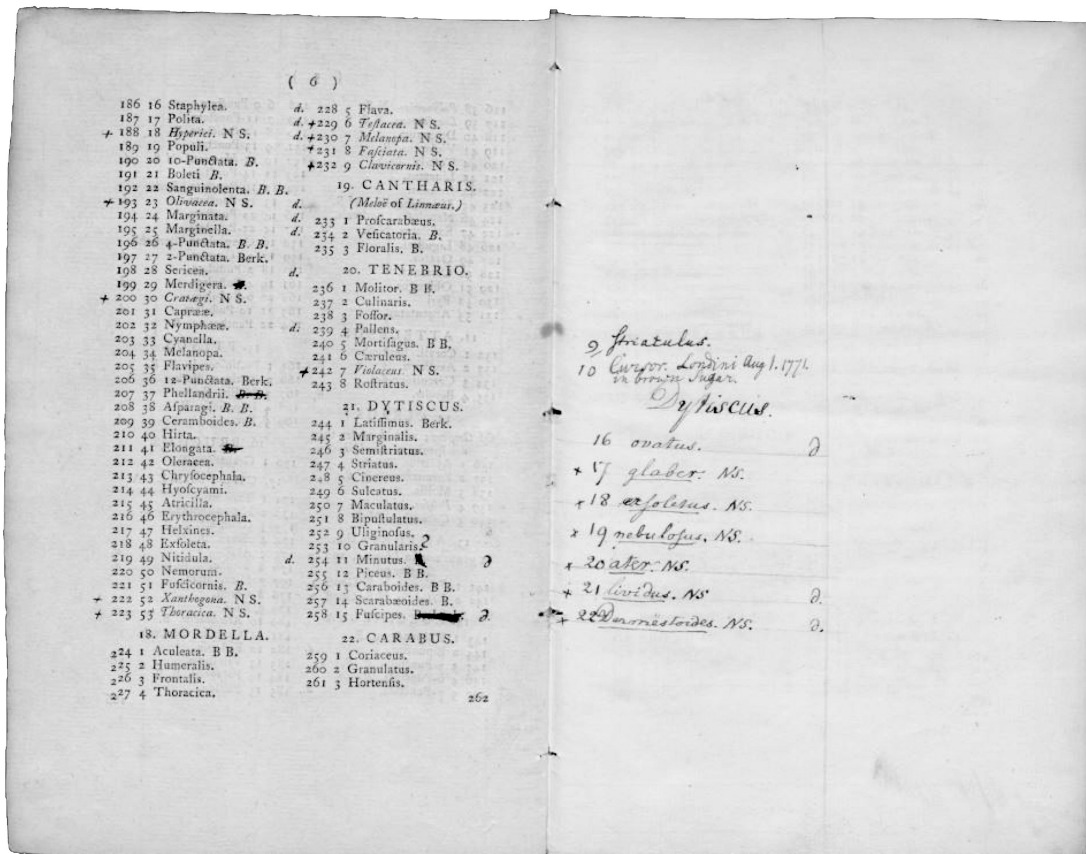 ( 6 )
186 16 Staphylea.
187 17 Polita.
+ 188 18 Hyperici. N S.
189 19 Populi.
190 20 10-Punctata. B.
191 21 Boleti B.
192 22 Sanguinolenta. B. B.
+ 193 23 Olivacea. N S.
194 24 Marginata.
195 25 Marginella.
196 26 4-Punctata. B. B.
197 27 2-Punctata. Berk.
198 28 Sericea.
199 29 Merdigera.
+ 200 30 Cratægi. N S.
201 31 Capreæ.
202 32 Nymphææ.
203 33 Cyanella.
204 34 Melanopa.
205 35 Flavipes.
206 36 12-Punctata. Berk.
207 37 Phellandrii. B. B.
208 38 Asparagi. B. B.
209 39 Ceramboides. B.
210 40 Hirta.
211 41 Elongata.
212 42 Oleracea.
213 43 Chrysocephala.
214 44 Hyoscyami.
215 45 Atricilla.
216 46 Erythrocephala.
217 47 Helxines.
218 48 Exsoleta.
219 49 Nitidula.
220 50 Nemorum.
221 51 Fuscicornis. B.
+ 222 52 Xanthogona. N S.
+ 223 53 Thoracica. N S.
18. MORDELLA.
224 1 Aculeata. B B.
225 2 Humeralis.
226 3 Frontalis.
227 4 Thoracica.
d. 228 5 Flava.
d. +229 6 Testacea. N S.
d. +230 7 Melanopa. N S.
+231 8 Fasciata. N S.
+232 9 Clavicornis. N S.
19. CANTHARIS.
d. (Meloë of Linnæus.)
d. 233 1 Proscarabæus.
d. 234 2 Vesicatoria. B.
235 3 Floralis. B.
d. 20. TENEBRIO.
236 1 Molitor. B B.
237 2 Culinaris.
238 3 Fossor.
d. 239 4 Pallens.
240 5 Mortisagus. B B.
241 6 Cæruleus.
+242 7 Violaceus. N S.
243 8 Rostratus.
21. DYTISCUS.
244 1 Latissimus. Berk.
245 2 Marginalis.
246 3 Semistriatus.
247 4 Striatus.
248 5 Cinereus.
249 6 Sulcatus.
250 7 Maculatus.
251 8 Bipustulatus.
252 9 Uliginosus.
253 10 Granularis. 2
d. 254 11 Minutus. ∂
255 12 Piceus. B B.
256 13 Caraboides. B B.
257 14 Scarabæoides. B.
258 15 Fuscipes. ∂.
22. CARABUS.
259 1 Coriaceus.
260 2 Granulatus.
261 3 Hortensis.
262
9 Striatulus.
10 Cursor. Londini Aug 1. 1771.
in brown Sugar.
Dytiscus.
16 ovatus. ∂
+ 17 glaber. NS.
+ 18 exsoletus. NS.
x 19 nebulosus. NS.
x 20 ater. NS.
+ 21 lividus. NS ∂.
+ 22 Dermestoides. NS. ∂.